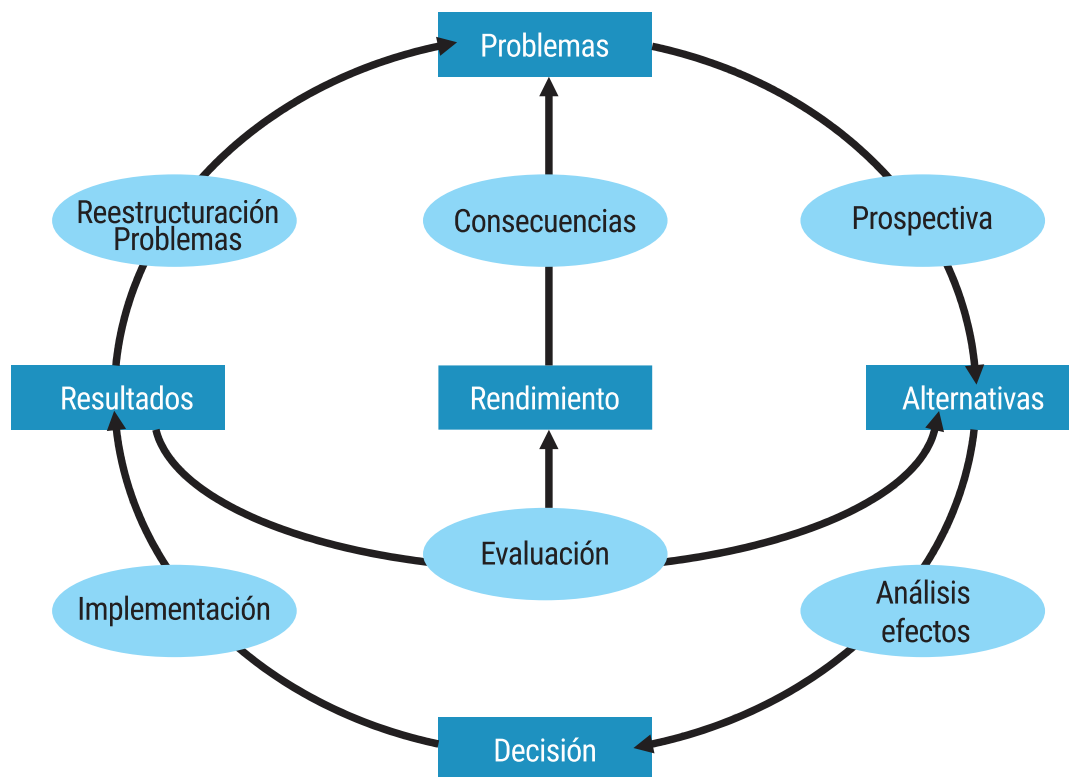 Problemas
Reestructuración
Problemas
Consecuencias
Prospectiva
Resultados
Rendimiento
Alternativas
Evaluación
Implementación
Análisis
efectos
Decisión